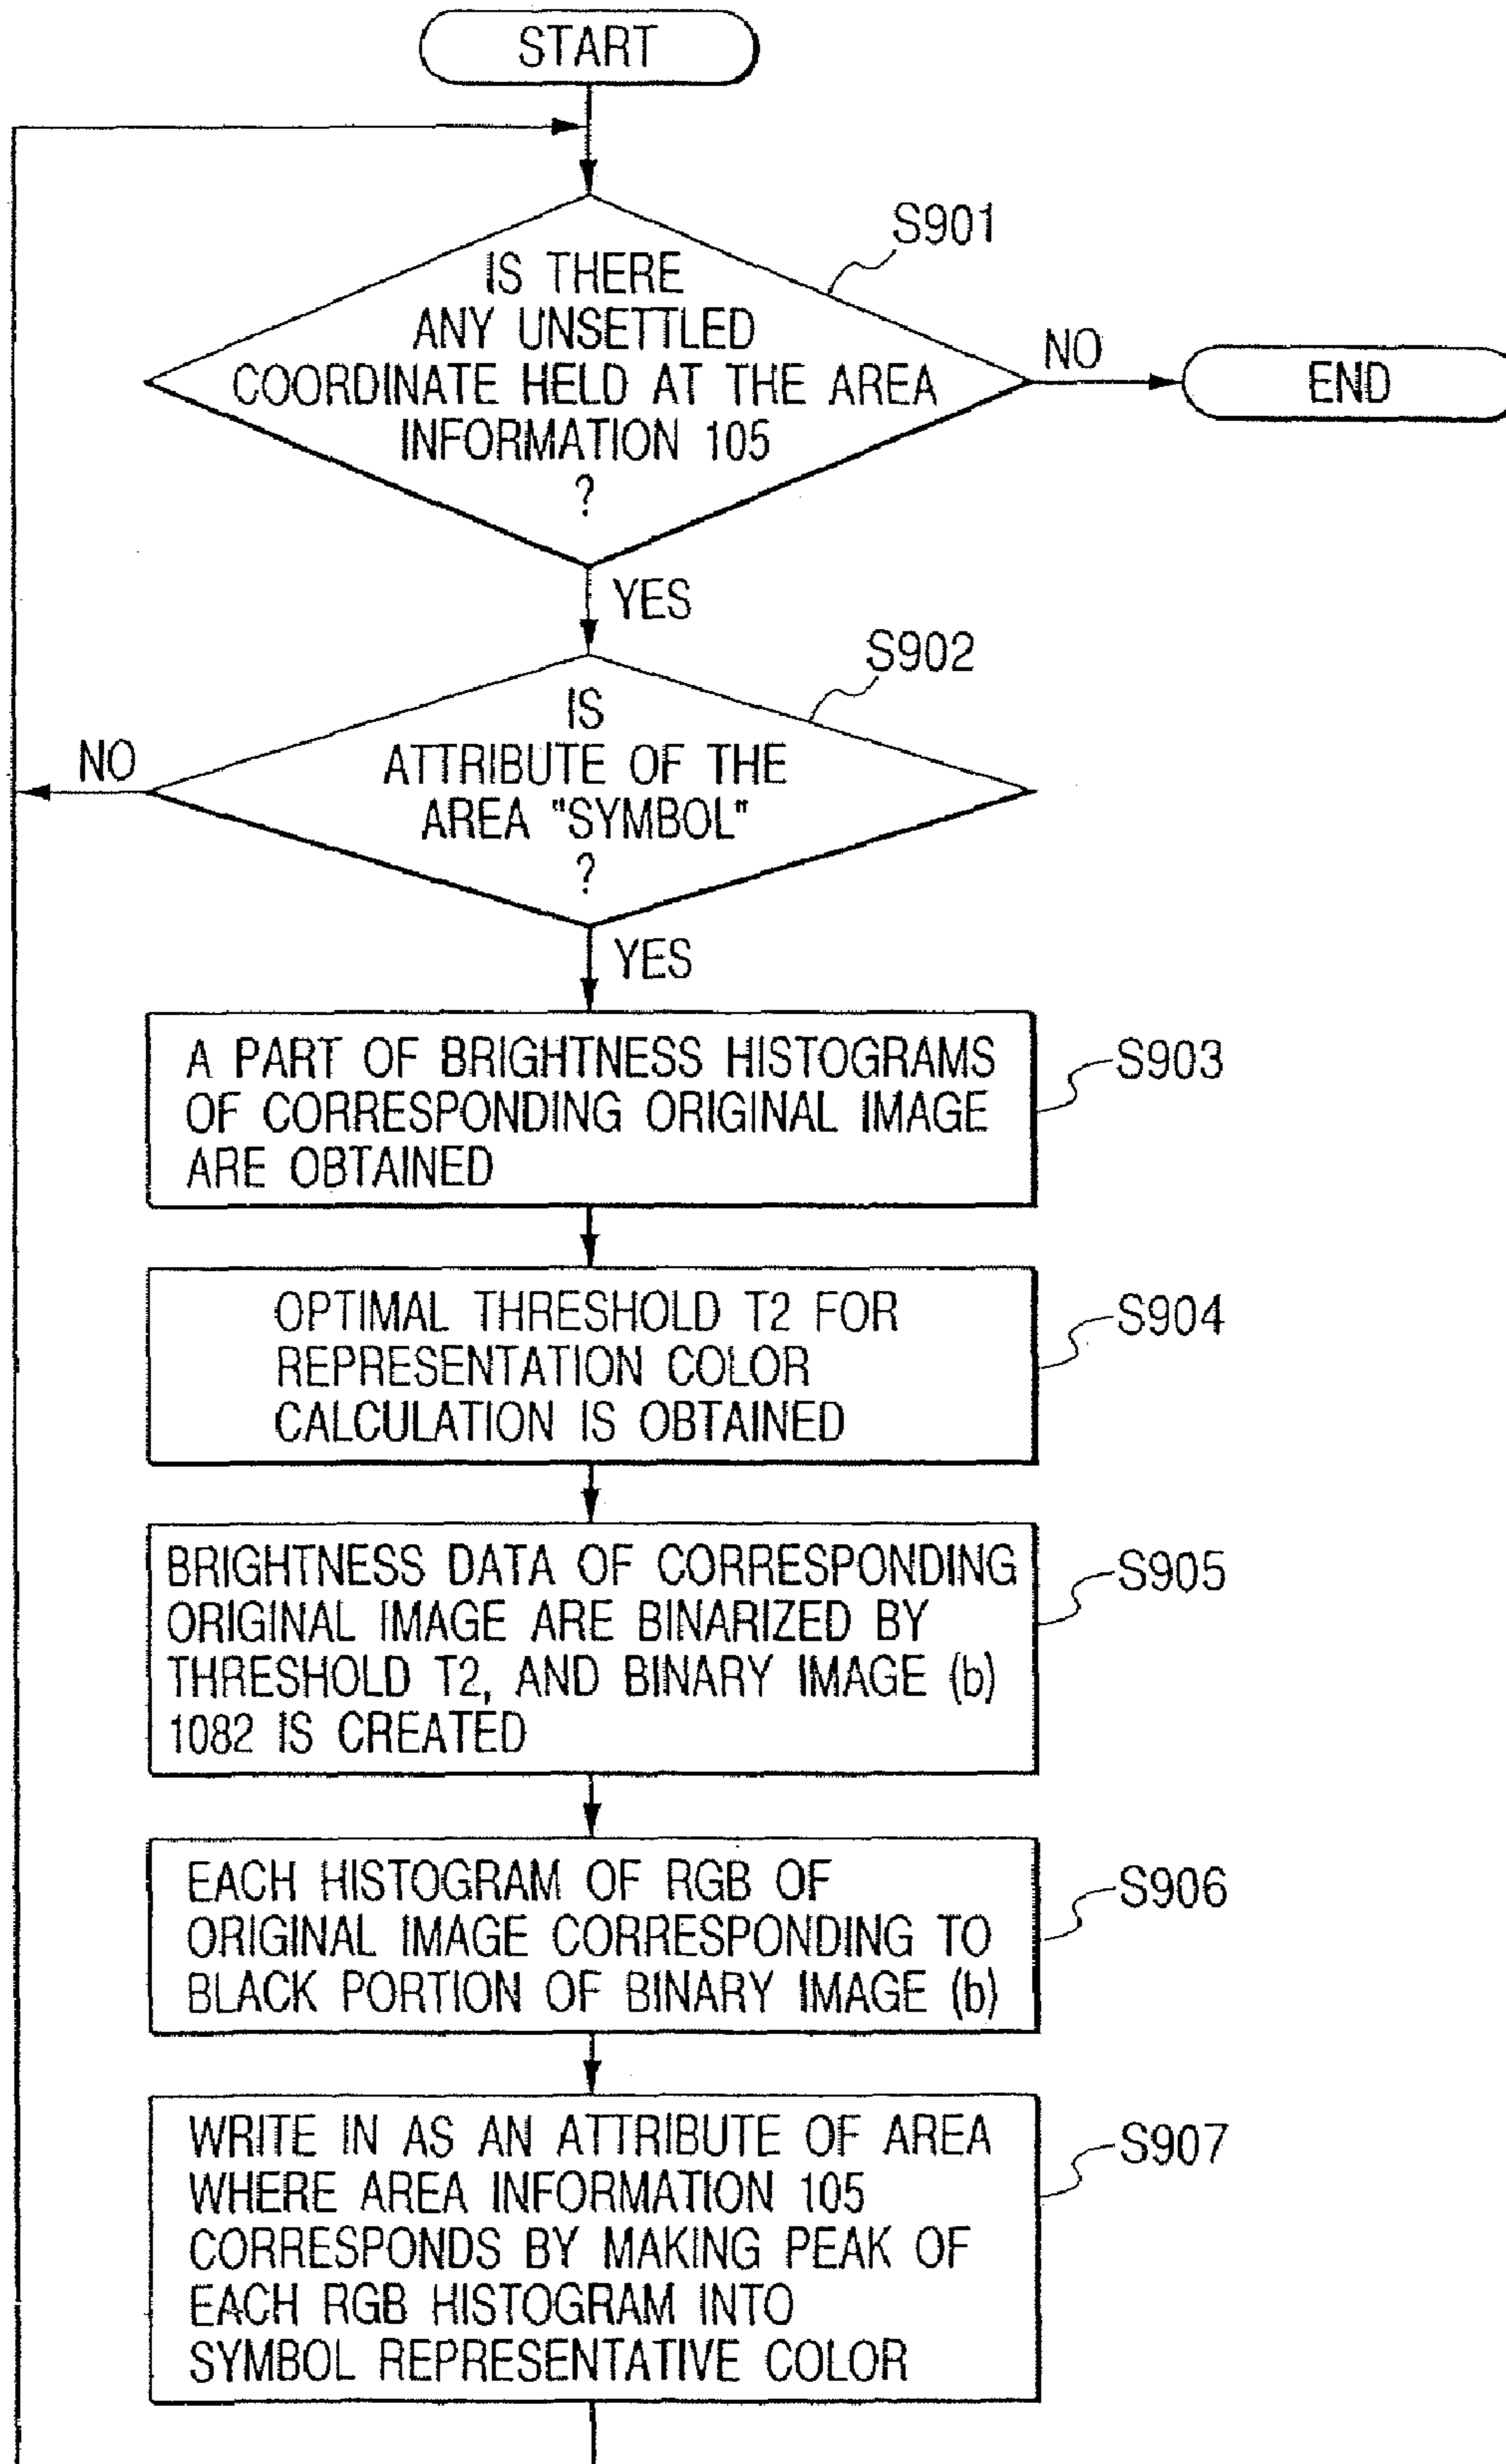 START
S901
IS THERE
ANY UNSETTLED
COORDINATE HELD AT THE AREA
INFORMATION 105
?
NO
END
YES
S902
IS
ATTRIBUTE OF THE
AREA "SYMBOL"
?
NO
YES
A PART OF BRIGHTNESS HISTOGRAMS
OF CORRESPONDING ORIGINAL IMAGE
ARE OBTAINED
S903
OPTIMAL THRESHOLD T2 FOR
REPRESENTATION COLOR
CALCULATION IS OBTAINED
S904
BRIGHTNESS DATA OF CORRESPONDING
ORIGINAL IMAGE ARE BINARIZED BY
THRESHOLD T2, AND BINARY IMAGE (b)
1082 IS CREATED
S905
EACH HISTOGRAM OF RGB OF
ORIGINAL IMAGE CORRESPONDING TO
BLACK PORTION OF BINARY IMAGE (b)
S906
WRITE IN AS AN ATTRIBUTE OF AREA
WHERE AREA INFORMATION 105
CORRESPONDS BY MAKING PEAK OF
EACH RGB HISTOGRAM INTO
SYMBOL REPRESENTATIVE COLOR
S907